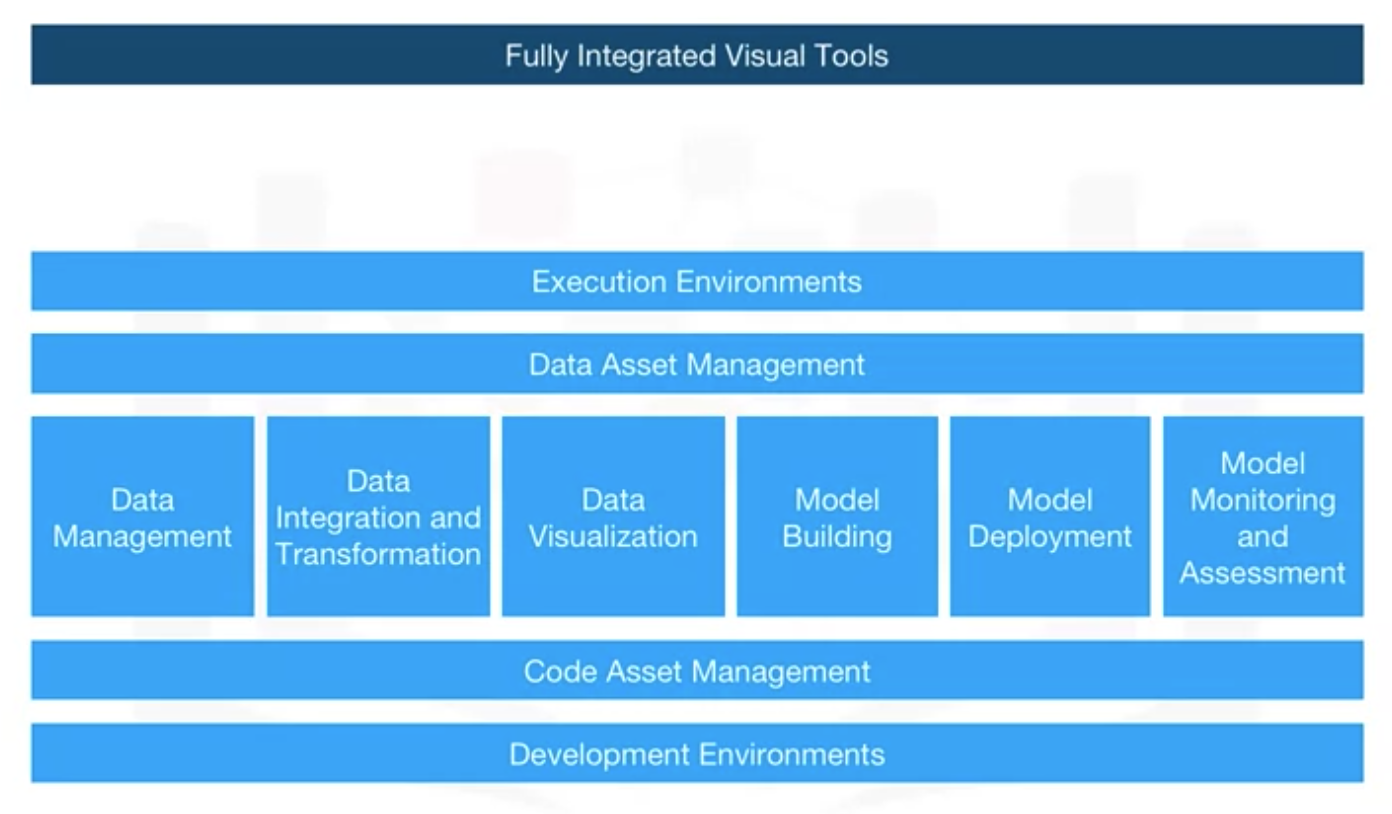 Fully Integrated Visual Tools
Execution Environments
Data Asset Management
Data
Management
Data
Integration and
Transformation
Data
Visualization
Model
Building
Model
Deployment
Model
Monitoring
and
Assessment
Code Asset Management
Development Environments